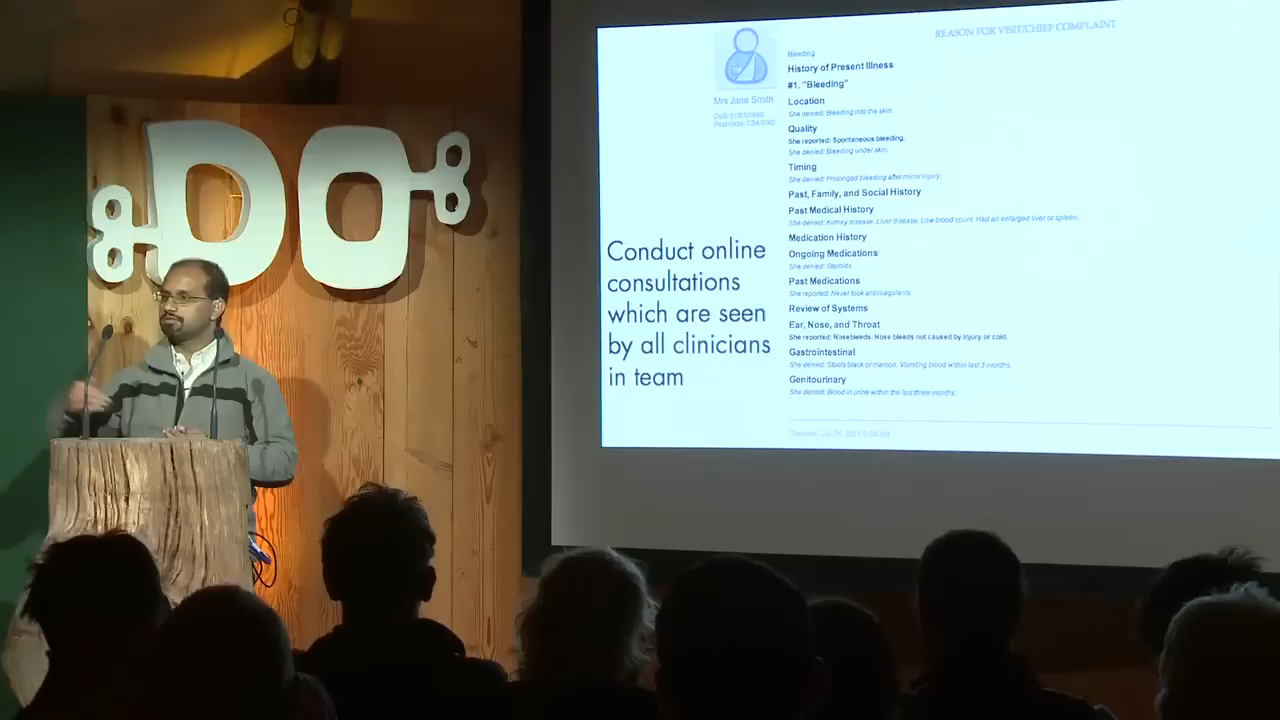 DO
REASON FOR VISIT/CHIEF COMPLAINT
Bleeding
History of Present Illness
#1. "Bleeding"
Mrs Jane Smith
Location
She denied: Bleeding into the skin.
Quality
She reported: Spontaneous bleeding.
She denied: Bleeding under skin.
Timing
She denied: Prolonged bleeding after minor injury.
Past, Family, and Social History
Past Medical History
She denied: Kidney disease. Liver disease. Low blood count. Had an enlarged liver or spleen.
Medication History
Ongoing Medications
She denied: Steroids.
Past Medications
She reported: Never took anticoagulants.
Review of Systems
Ear, Nose, and Throat
She reported: Nosebleeds. Nose bleeds not caused by injury or cold.
Gastrointestinal
She denied: Stools black or maroon. Vomiting blood within last 3 months.
Genitourinary
She denied: Blood in urine within the last three months.
Conduct online
consultations
which are seen
by all clinicians
in team